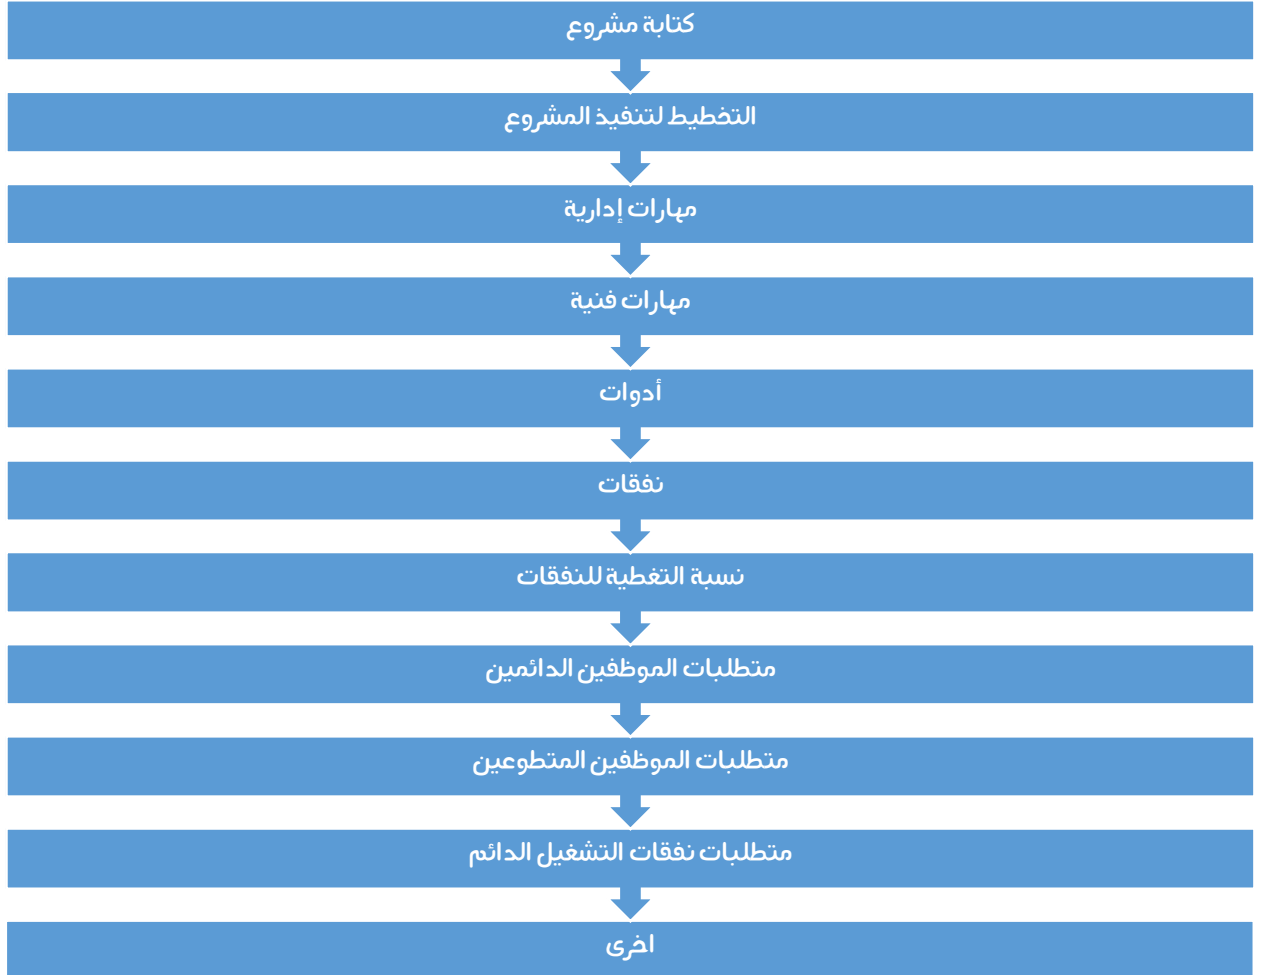 كتابة مشروع
التخطيط لتنفيذ المشروع
مهارات إدارية
مهارات فنية
أدوات
نفقات
نسبة التغطية للنفقات
متطلبات الموظفين الدائمين
متطلبات الموظفين المتطوعين
متطلبات نفقات التشغيل الدائم
اخرى